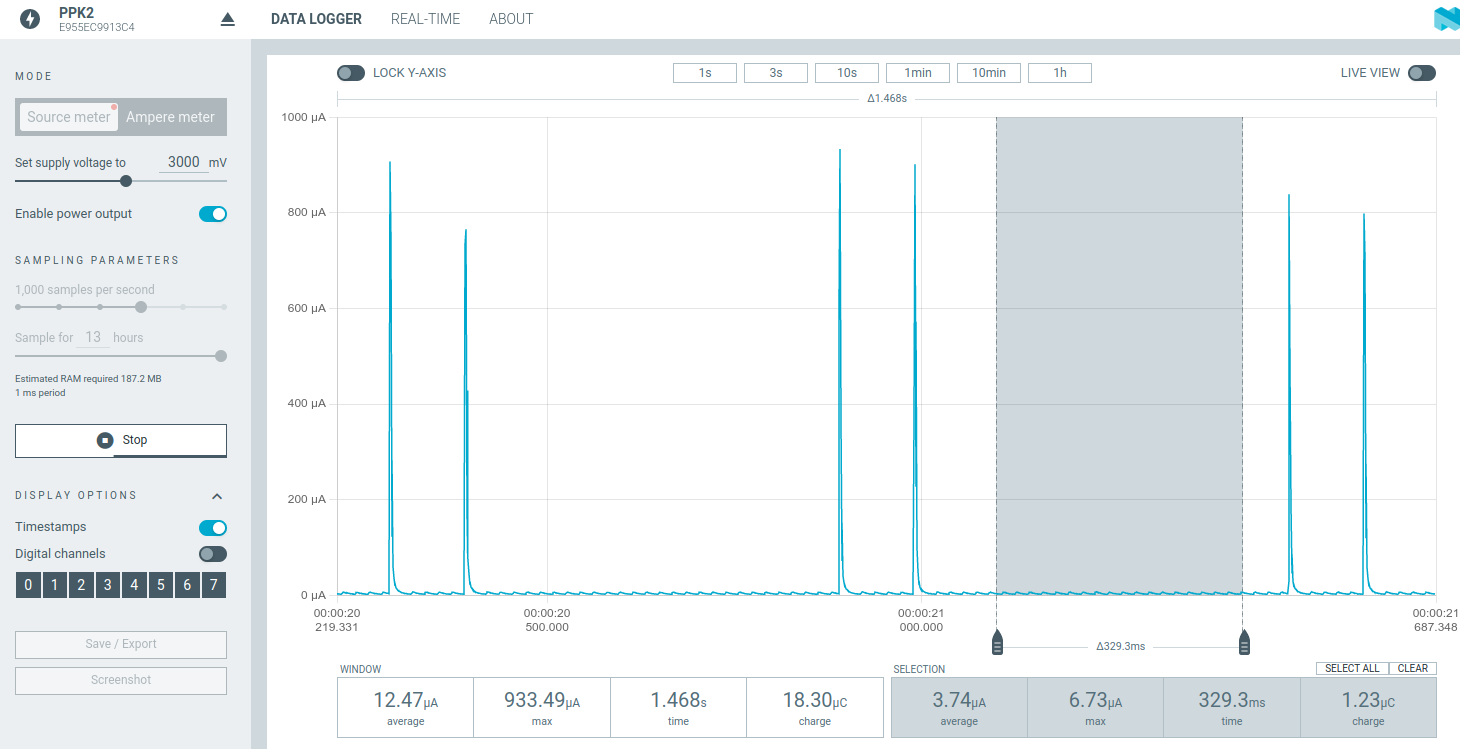 PPK2
E955EC9913C4
DATA LOGGER
REAL-TIME
ABOUT
MODE
Source meter
Ampere meter
Set supply voltage to 3000 mV
Enable power output
SAMPLING PARAMETERS
1,000 samples per second
Sample for 13 hours
Estimated RAM required 187.2 MB
1 ms period
Stop
DISPLAY OPTIONS
Timestamps
Digital channels
0 1 2 3 4 5 6 7
Save / Export
Screenshot
LOCK Y-AXIS
1s
3s
10s
1min
10min
1h
LIVE VIEW
Δ1.468s
1000 µA
800 µA
600 µA
400 µA
200 µA
0 µA
00:00:20
219.331
00:00:20
500.000
00:00:21
000.000
00:00:21
687.348
Δ329.3ms
WINDOW
12.47µA
average
933.49µA
max
1.468s
time
18.30µC
charge
SELECTION
SELECT ALL
CLEAR
3.74µA
average
6.73µA
max
329.3ms
time
1.23µC
charge